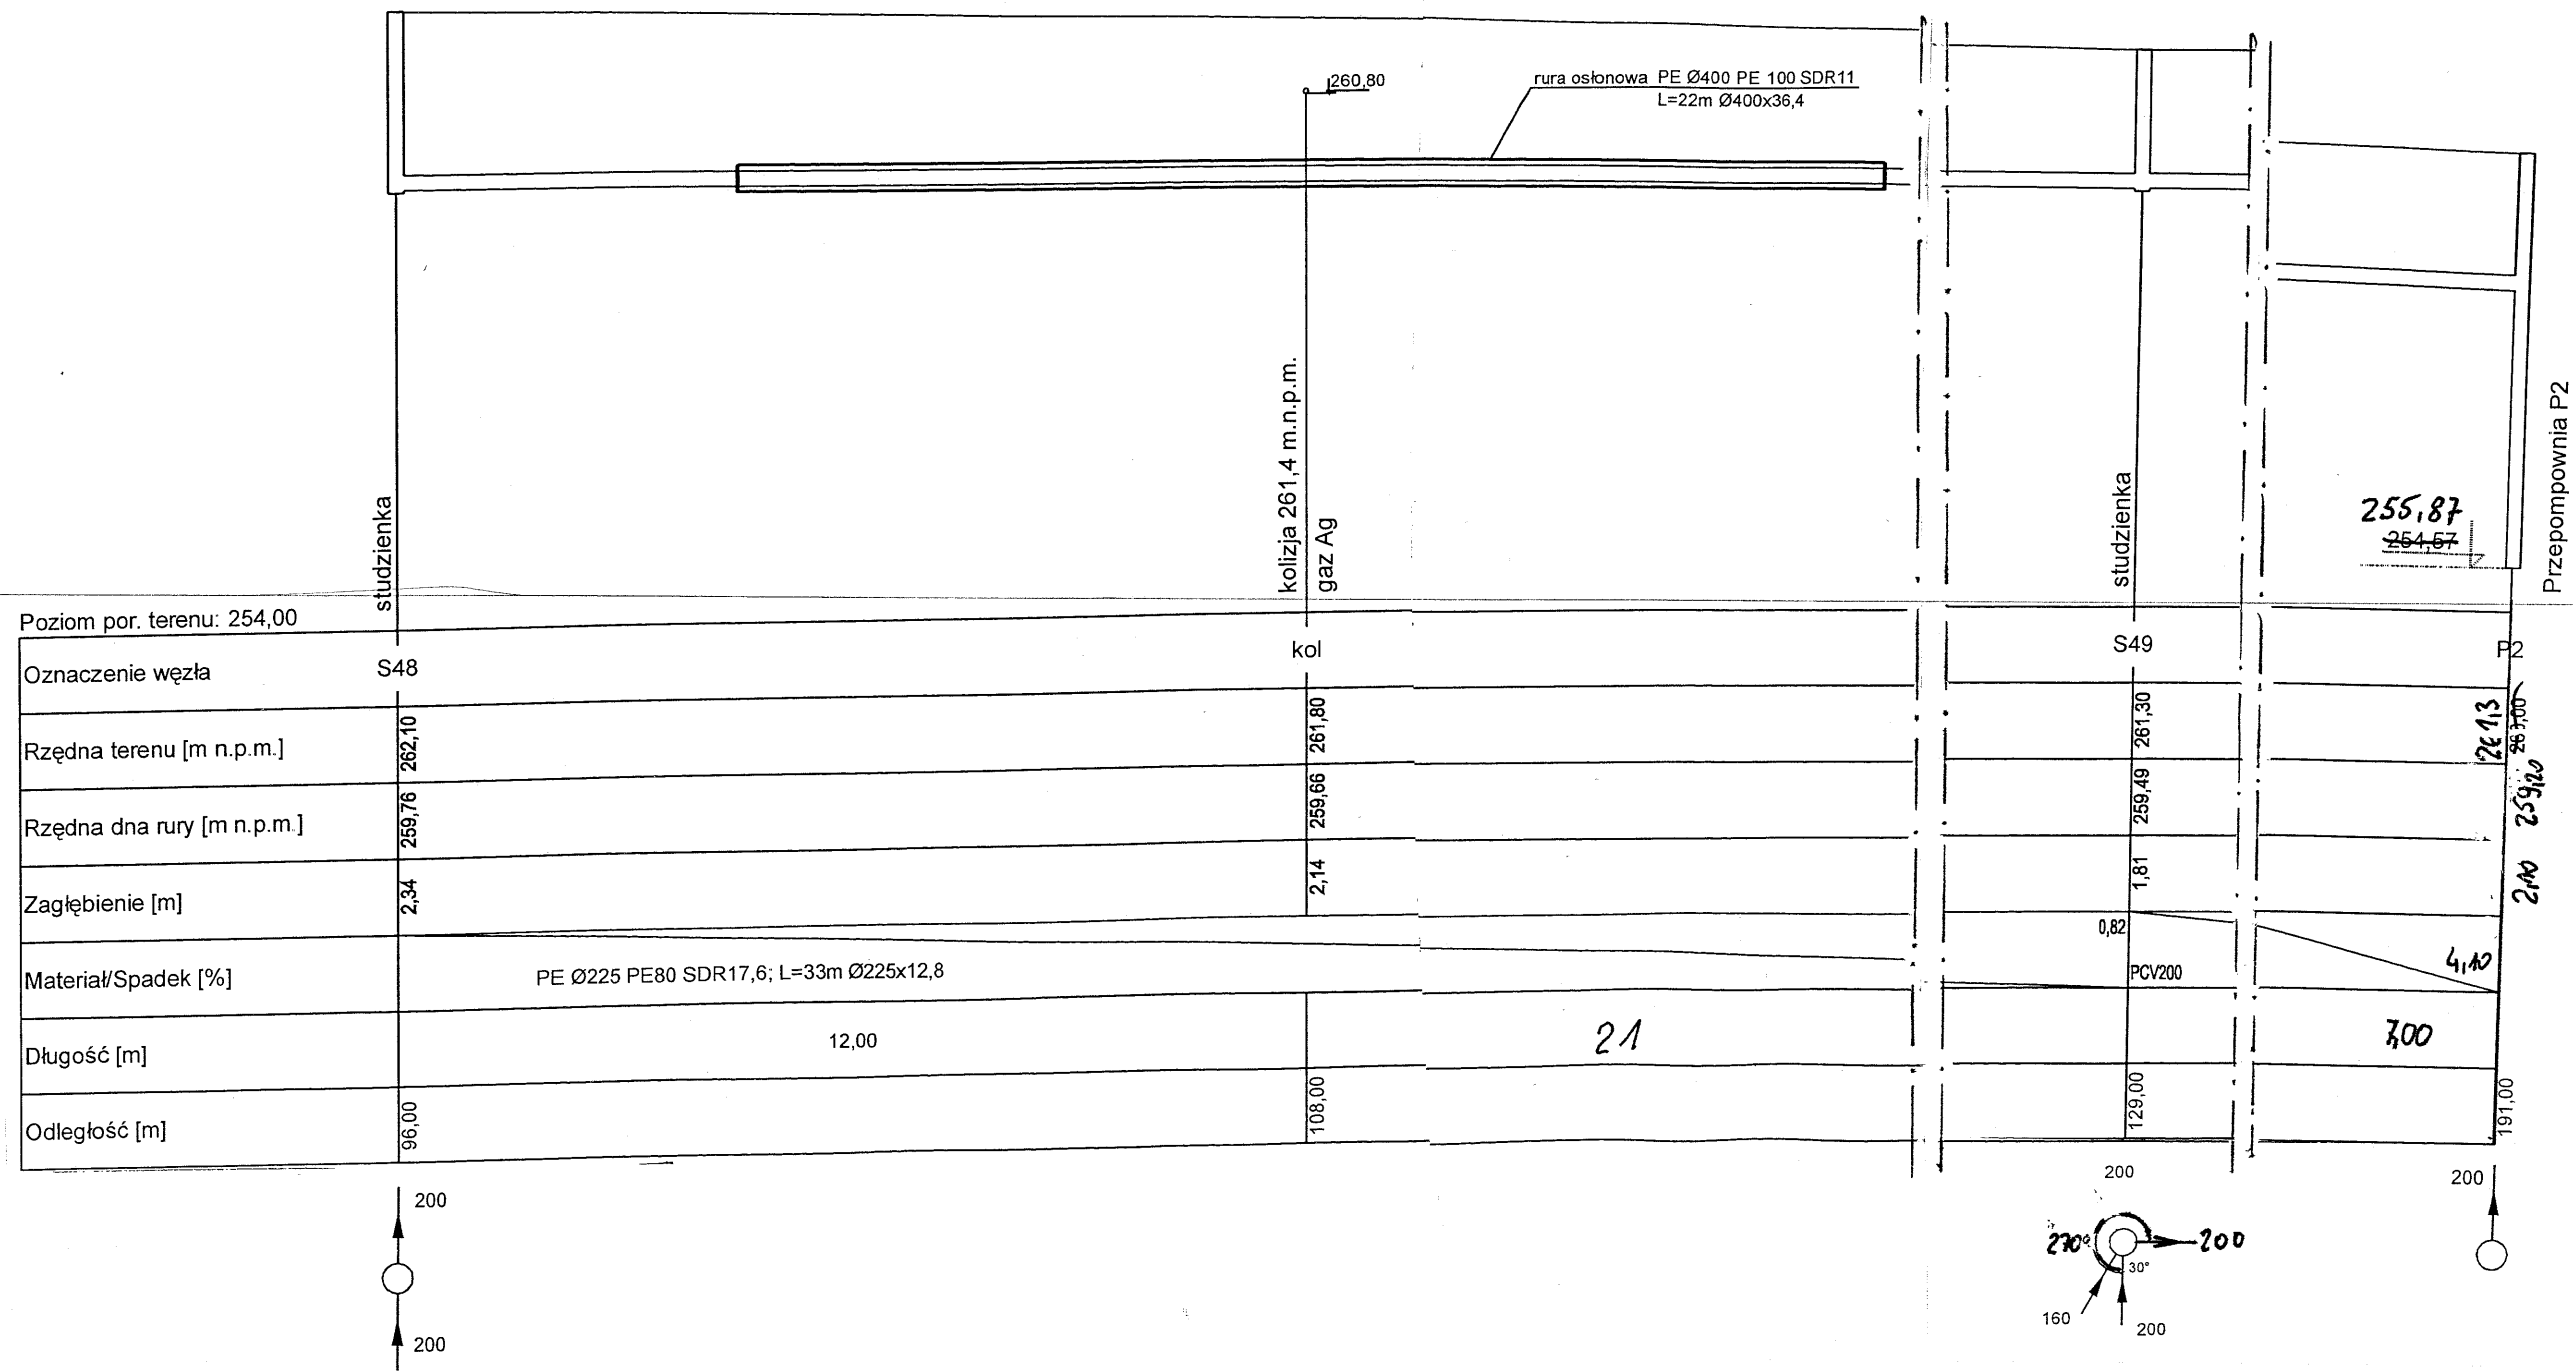 260,80
rura osłonowa PE Ø400 PE 100 SDR11
L=22m Ø400x36,4
studzienka
kolizja 261,4 m.n.p.m.
gaz Ag
studzienka
255,87
254,57
Przepompownia P2
Poziom por. terenu: 254,00
Oznaczenie węzła S48 kol S49 P2
Rzędna terenu [m n.p.m.] 262,10 261,80 261,30 261,3
Rzędna dna rury [m n.p.m.] 259,76 259,66 259,49 259,20
Zagłębienie [m] 2,34 2,14 1,81 2,10
Materiał/Spadek [%] PE Ø225 PE80 SDR17,6; L=33m Ø225x12,8 0,82 PCV200 4,10
Długość [m] 12,00 21 7,00
Odległość [m] 96,00 108,00 129,00 191,00
200 200 200
270° 200
30°
160 200
200